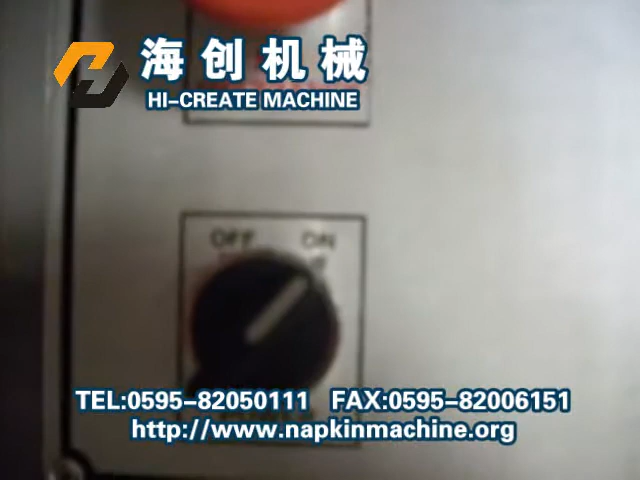 海创机械
HI-CREATE MACHINE
OFF ON
TEL:0595-82050111 FAX:0595-82006151
http://www.napkinmachine.org